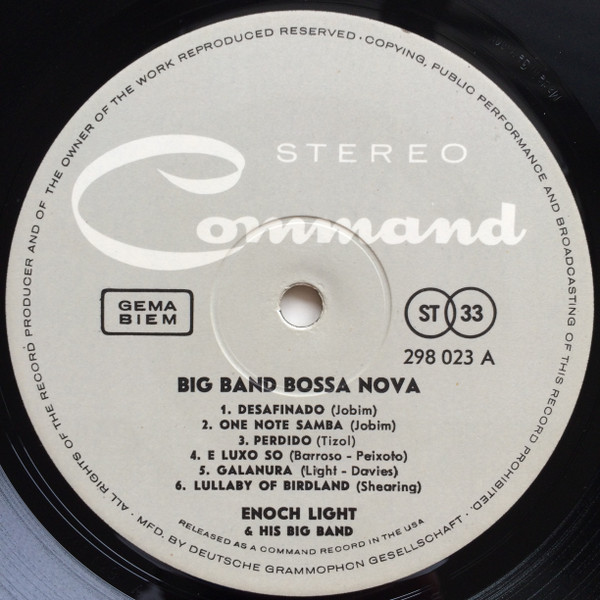 ALL RIGHTS OF THE RECORD PRODUCER AND OF THE OWNER OF THE WORK REPRODUCED RESERVED · COPYING, PUBLIC PERFORMANCE AND BROADCASTING OF THIS RECORD PROHIBITED ·
STEREO
Command
GEMA
BIEM
ST 33
298 023 A
BIG BAND BOSSA NOVA
1. DESAFINADO (Jobim)
2. ONE NOTE SAMBA (Jobim)
3. PERDIDO (Tizol)
4. E LUXO SO (Barroso - Peixoto)
5. GALANURA (Light - Davies)
6. LULLABY OF BIRDLAND (Shearing)
ENOCH LIGHT
& HIS BIG BAND
RELEASED AS A COMMAND RECORD IN THE USA
· MFD. BY DEUTSCHE GRAMMOPHON GESELLSCHAFT ·